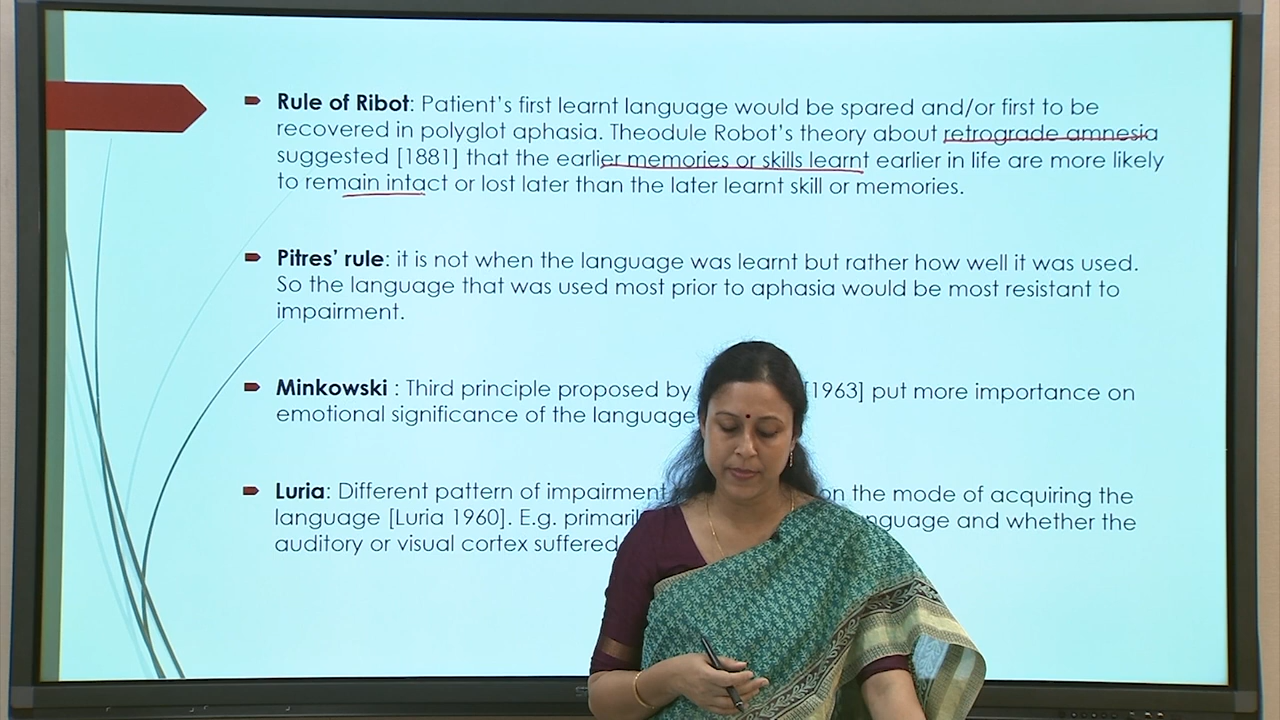 Rule of Ribot: Patient's first learnt language would be spared and/or first to be
recovered in polyglot aphasia. Theodule Robot's theory about retrograde amnesia
suggested [1881] that the earlier memories or skills learnt earlier in life are more likely
to remain intact or lost later than the later learnt skill or memories.
Pitres' rule: it is not when the language was learnt but rather how well it was used.
So the language that was used most prior to aphasia would be most resistant to
impairment.
Minkowski : Third principle proposed by [1963] put more importance on
emotional significance of the language
Luria: Different pattern of impairment on the mode of acquiring the
language [Luria 1960]. E.g. and whether the
auditory or visual cortex suffered